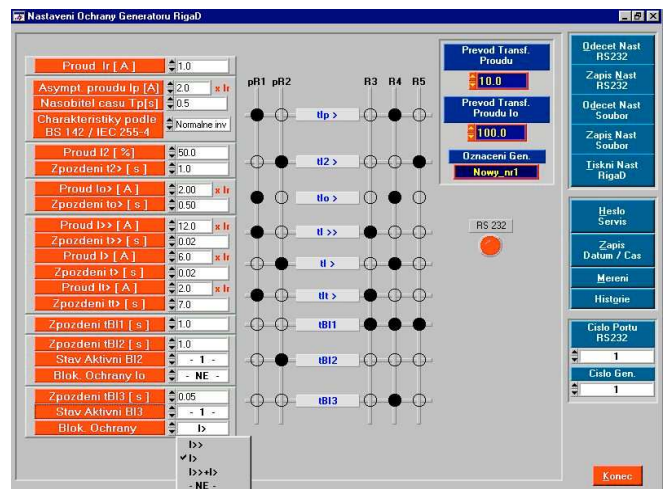 Nastaveni Ochrany Generatoru RigaD
Proud Ir [ A ] 1.0
Asympt. proudu Ip [A] 2.0 x Ir
Nasobitel casu Tp[s] 0.5
Charakteristiky podle
BS 142 / IEC 255-4 Normalne inv
Proud I2 [ %] 50.0
Zpozdeni t2> [ s ] 1.0
Proud Io> [ A ] 2.00 x Ir
Zpozdeni to> [ s ] 0.50
Proud I>> [ A ] 12.0 x Ir
Zpozdeni t>> [ s ] 0.02
Proud I> [ A ] 6.0 x Ir
Zpozdeni t> [ s ] 0.02
Proud It> [ A ] 2.0 x Ir
Zpozdeni tt> [ s ] 7.0
Zpozdeni tBI1 [ s ] 1.0
Zpozdeni tBI2 [ s ] 1.0
Stav Aktivni BI2 - 1 -
Blok. Ochrany Io - NE -
Zpozdeni tBI3 [ s ] 0.05
Stav Aktivni BI3 - 1 -
Blok. Ochrany I>
I>>
I>
I>>+I>
- NE -
pR1 pR2 R3 R4 R5
tIp >
tI2 >
tIo >
tI >>
tI >
tIt >
tBI1
tBI2
tBI3
Prevod Transf.
Proudu
10.0
Prevod Transf.
Proudu Io
100.0
Oznaceni Gen.
Nowy_nr1
RS 232
Odecet Nast
RS232
Zapis Nast
RS232
Odecet Nast
Soubor
Zapis Nast
Soubor
Tiskni Nast
RigaD
Heslo
Servis
Zapis
Datum / Cas
Mereni
Historie
Cislo Portu
RS232
1
Cislo Gen.
1
Konec